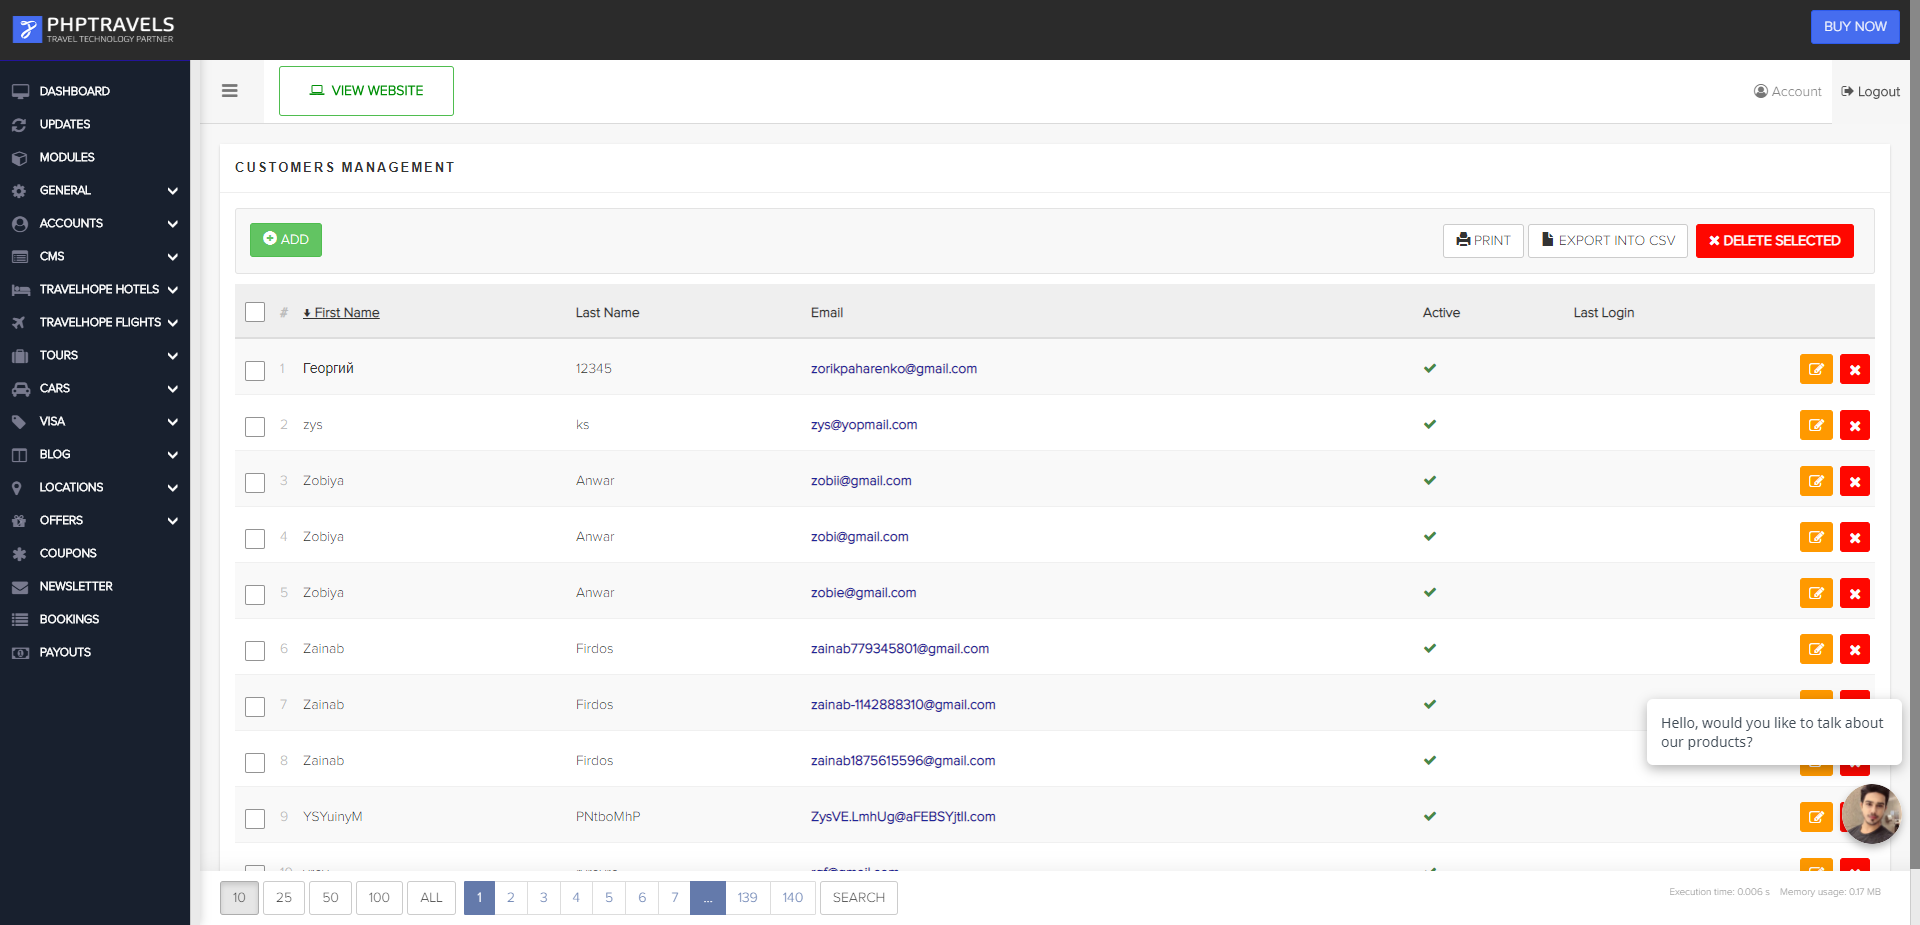 PHPTRAVELS
TRAVEL TECHNOLOGY PARTNER
BUY NOW
DASHBOARD
UPDATES
MODULES
GENERAL
ACCOUNTS
CMS
TRAVELHOPE HOTELS
TRAVELHOPE FLIGHTS
TOURS
CARS
VISA
BLOG
LOCATIONS
OFFERS
COUPONS
NEWSLETTER
BOOKINGS
PAYOUTS
VIEW WEBSITE
Account
Logout
CUSTOMERS MANAGEMENT
ADD
PRINT
EXPORT INTO CSV
DELETE SELECTED
# First Name Last Name Email Active Last Login
1 Георгий 12345 zorikpaharenko@gmail.com
2 zys ks zys@yopmail.com
3 Zobiya Anwar zobii@gmail.com
4 Zobiya Anwar zobi@gmail.com
5 Zobiya Anwar zobie@gmail.com
6 Zainab Firdos zainab779345801@gmail.com
7 Zainab Firdos zainab-1142888310@gmail.com
8 Zainab Firdos zainab1875615596@gmail.com
9 YSYuinyM PNtboMhP
Hello, would you like to talk about
our products?
10 25 50 100 ALL 1 2 3 4 5 6 7 ... 139 140 SEARCH
Execution time: 0.006 s Memory usage: 0.17 MB